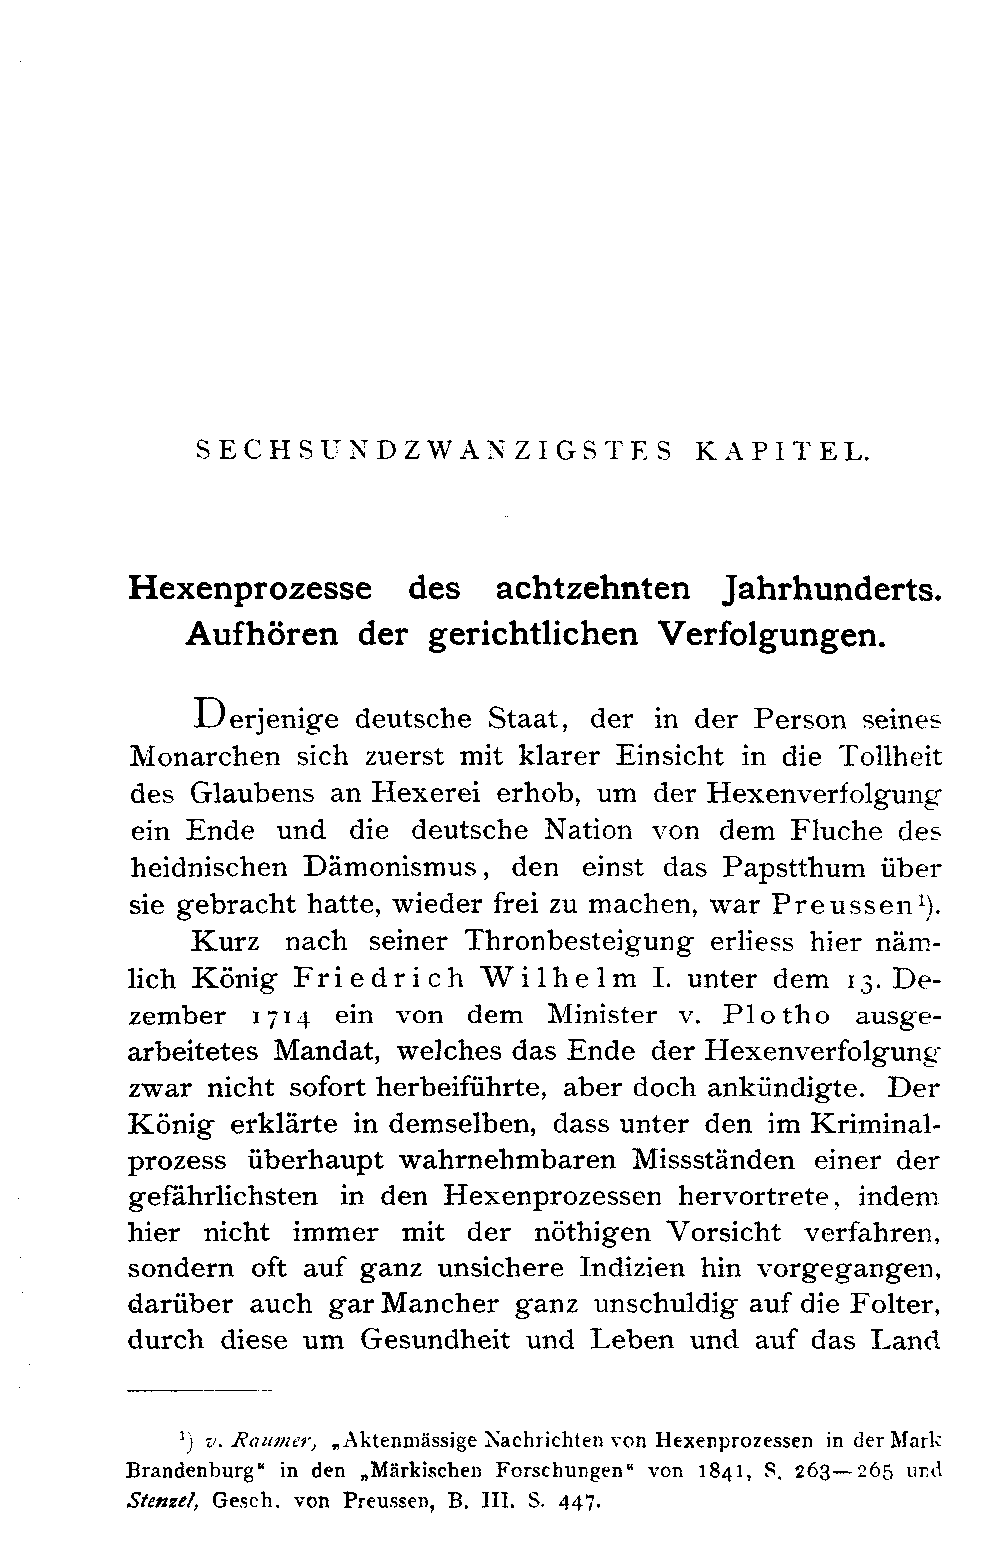 SECHSUNDZWANZIGSTES KAPITEL.
Hexenprozesse des achtzehnten Jahrhunderts.
Aufhören der gerichtlichen Verfolgungen.
Derjenige deutsche Staat, der in der Person seines
Monarchen sich zuerst mit klarer Einsicht in die Tollheit
des Glaubens an Hexerei erhob, um der Hexenverfolgung
ein Ende und die deutsche Nation von dem Fluche des
heidnischen Dämonismus, den einst das Papstthum über
sie gebracht hatte, wieder frei zu machen, war Preussen¹).
Kurz nach seiner Thronbesteigung erliess hier näm-
lich König Friedrich Wilhelm I. unter dem 13. De-
zember 1714 ein von dem Minister v. Plotho ausge-
arbeitetes Mandat, welches das Ende der Hexenverfolgung
zwar nicht sofort herbeiführte, aber doch ankündigte. Der
König erklärte in demselben, dass unter den im Kriminal-
prozess überhaupt wahrnehmbaren Missständen einer der
gefährlichsten in den Hexenprozessen hervortrete, indem
hier nicht immer mit der nöthigen Vorsicht verfahren,
sondern oft auf ganz unsichere Indizien hin vorgegangen,
darüber auch gar Mancher ganz unschuldig auf die Folter,
durch diese um Gesundheit und Leben und auf das Land
¹) v. Raumer, „Aktenmässige Nachrichten von Hexenprozessen in der Mark
Brandenburg“ in den „Märkischen Forschungen“ von 1841, S. 263—265 und
Stenzel, Gesch. von Preussen, B. III. S. 447.